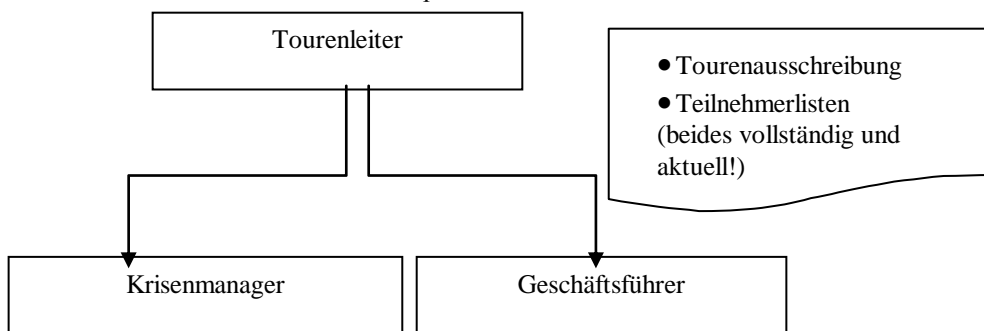 Tourenleiter
● Tourenausschreibung
● Teilnehmerlisten
(beides vollständig und
aktuell!)
Krisenmanager
Geschäftsführer